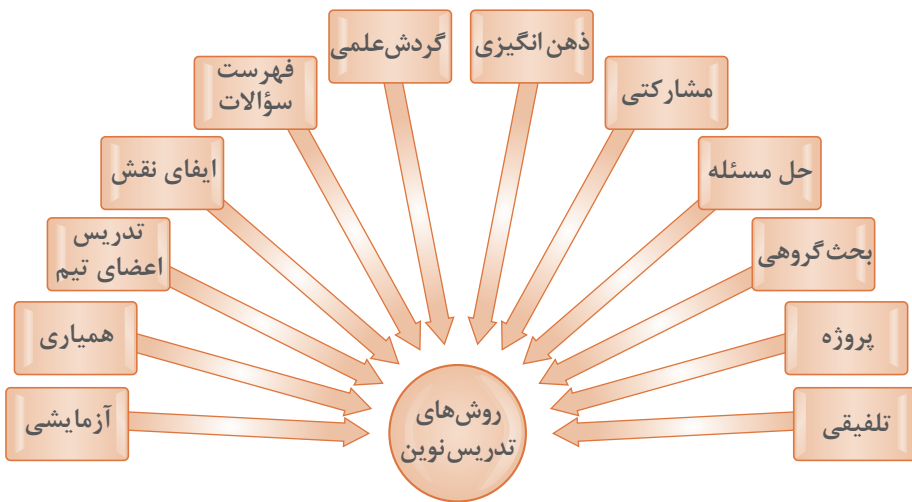 ذهن انگیزی
گردش علمی
مشارکتی
فهرست
سؤالات
حل مسئله
ایفای نقش
بحث گروهی
تدریس
اعضای تیم
پروژه
همیاری
تلفیقی
آزمایشی
روش‌های
تدریس نوین